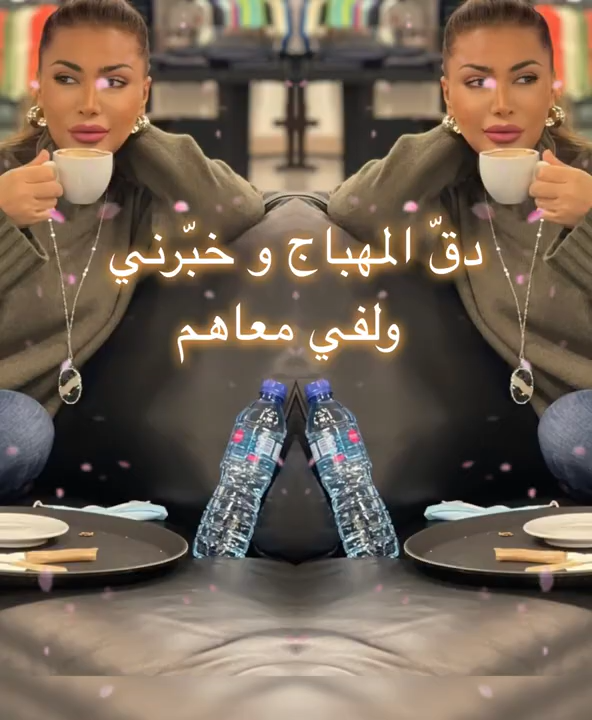 دقّ المهباج و خبّرني
ولفي معاهم